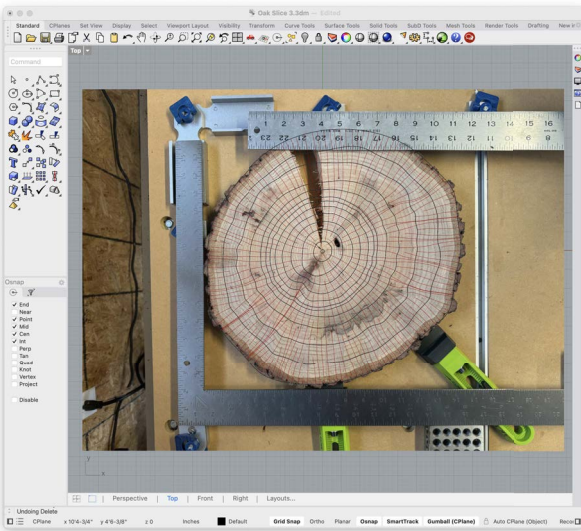 Oak Slice 3.3dm — Edited
Standard CPlanes Set View Display Select Viewport Layout Visibility Transform Curve Tools Surface Tools Solid Tools SubD Tools Mesh Tools Render Tools Drafting New in
Top
Command
1 2 3 4 5 6 7 8 9 10 11 12 13 14 15 16
Osnap
End
Near
Point
Mid
Cen
Int
Perp
Tan
Quad
Knot
Vertex
Project
Disable
y
x
Perspective Top Front Right Layouts...
Undoing Delete
CPlane x 10'4-3/4" y 4'6-3/8" z 0 Inches Default Grid Snap Ortho Planar Osnap SmartTrack Gumball (CPlane) Auto CPlane (Object) Record